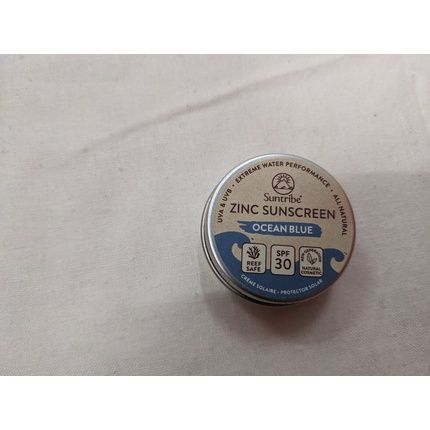 UVA & UVB • EXTREME WATER PERFORMANCE • ALL NATURAL
Suntribe
ZINC SUNSCREEN
OCEAN BLUE
REEF
SAFE
SPF
30
NATURAL
COSMETIC
CRÈME SOLAIRE • PROTECTOR SOLAR